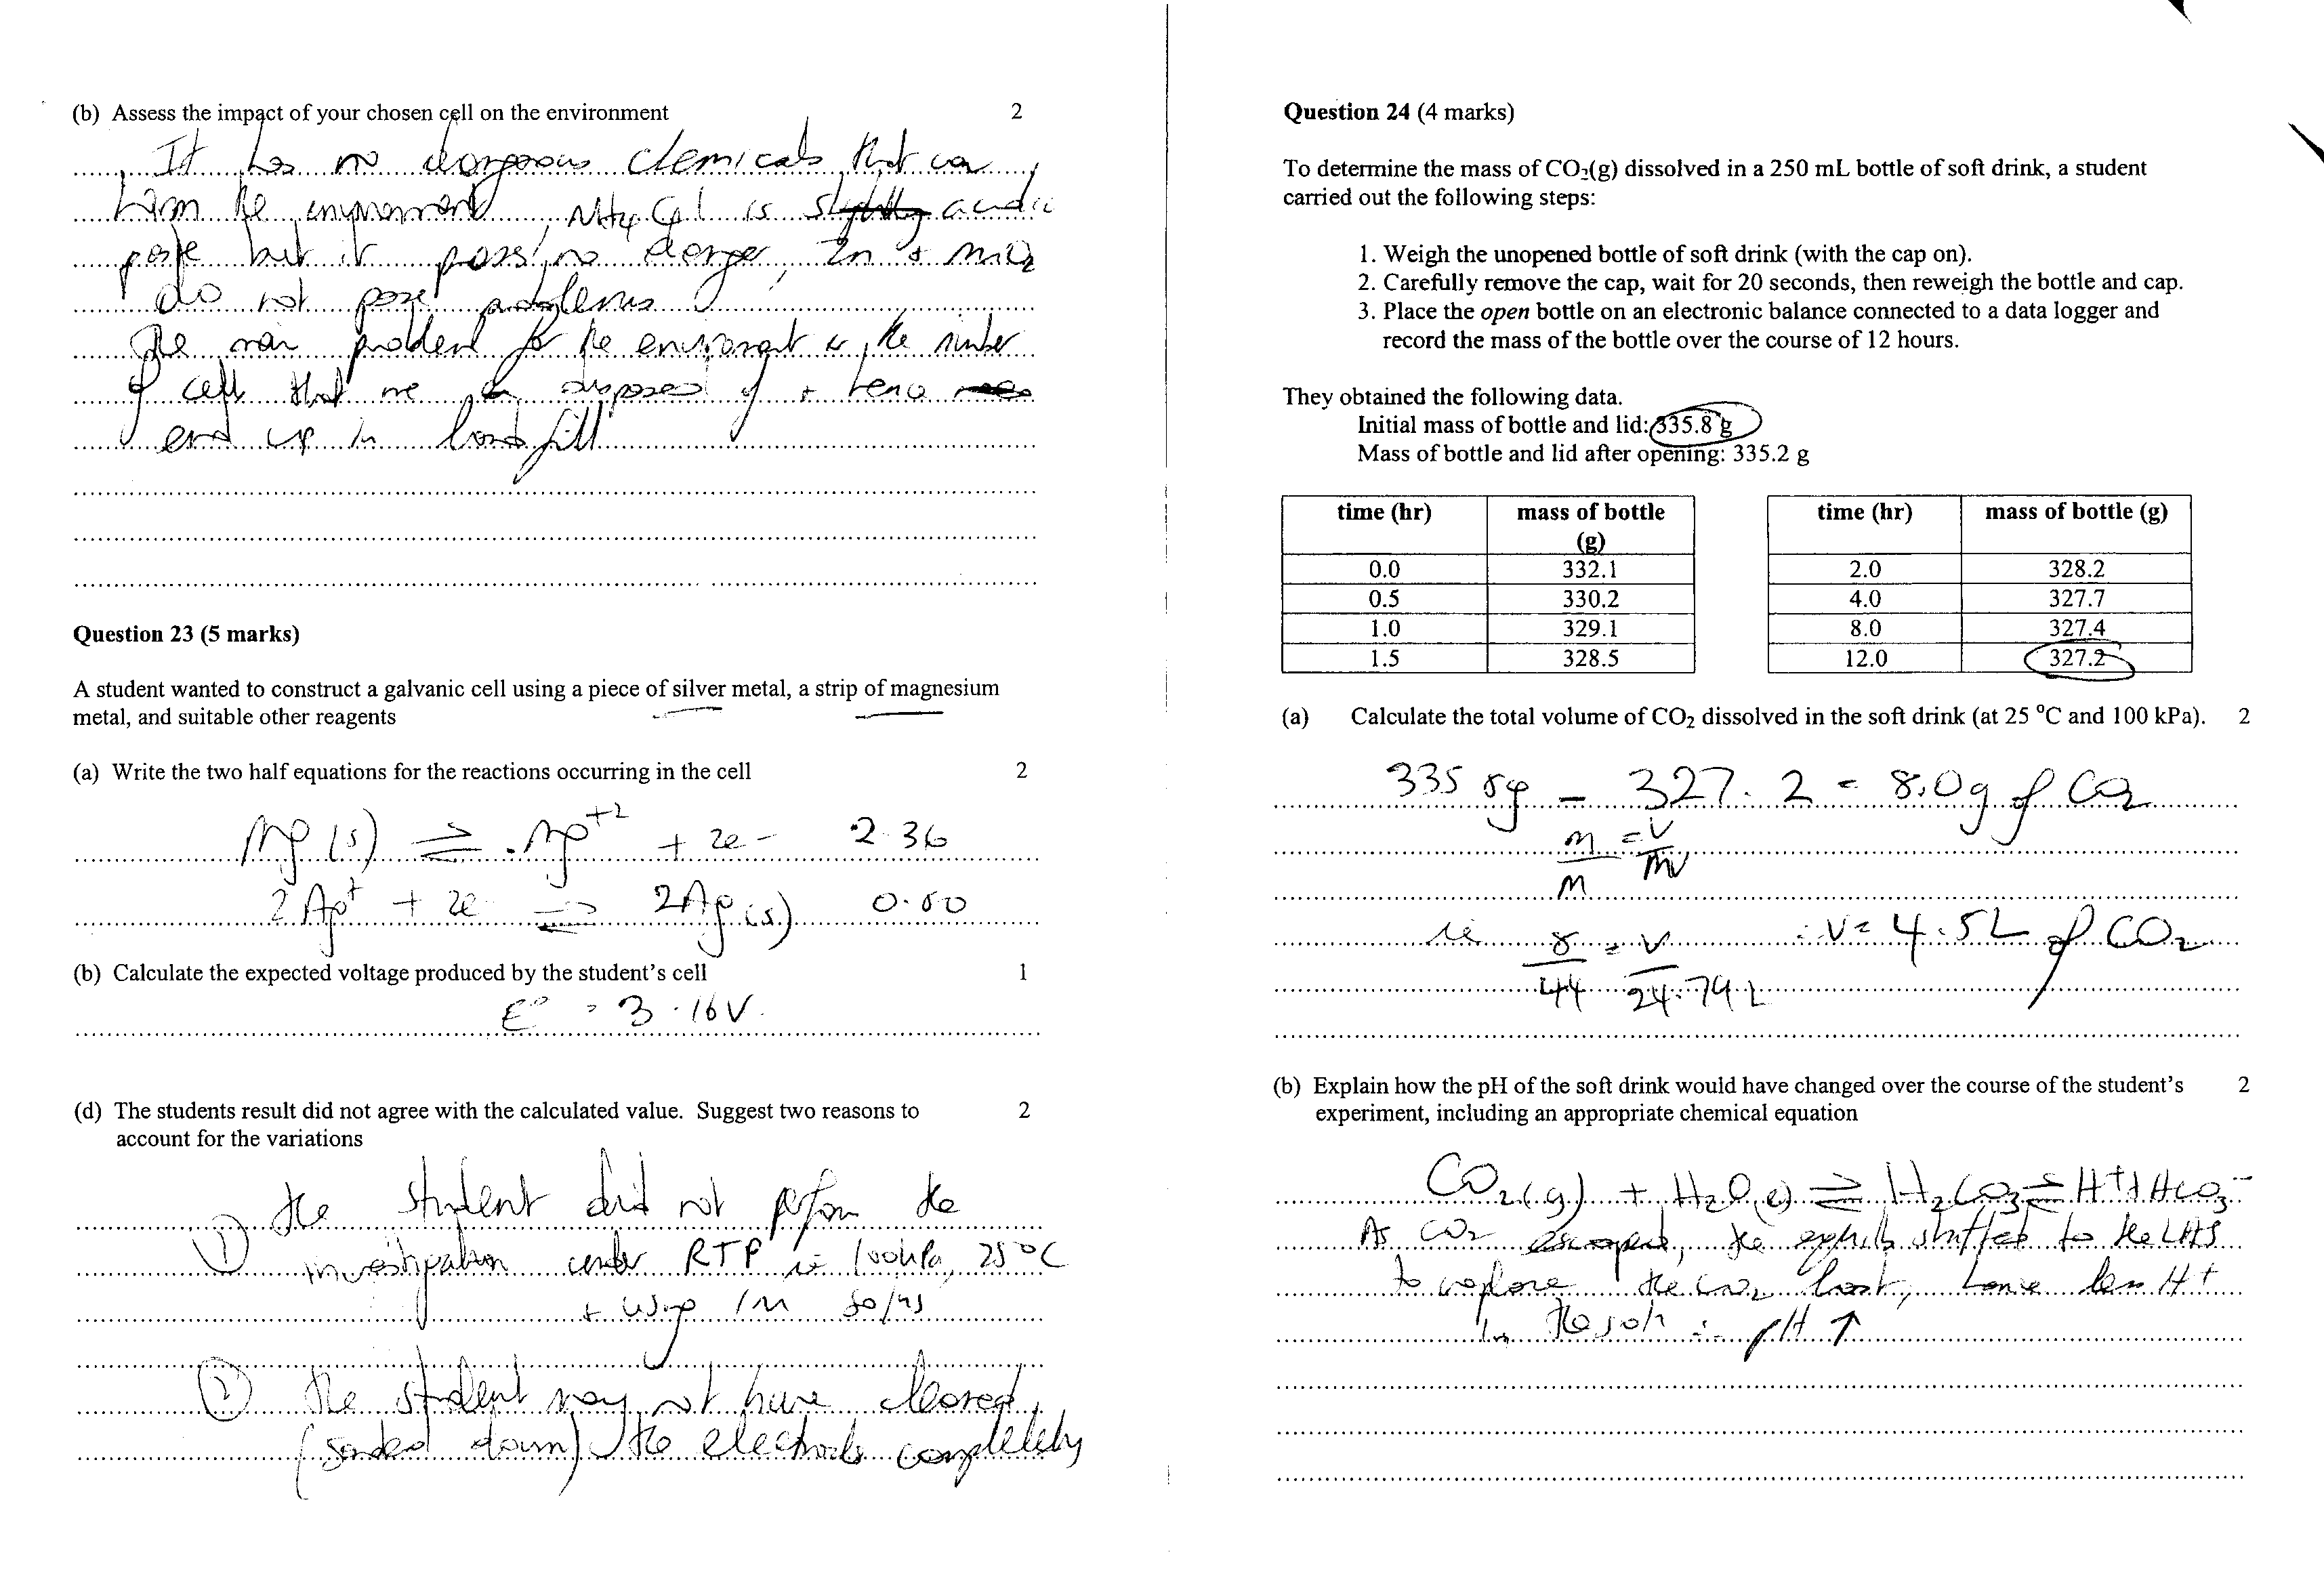 (b) Assess the impact of your chosen cell on the environment 2
It has no dangerous chemicals that can
harm the environment, NH4Cl is slightly acidic
paste but it poses no danger, Zn + MnO2
do not pose problems
The main problem for the environment is the number
of cells that are disposed of + hence
end up in landfill
Question 23 (5 marks)
A student wanted to construct a galvanic cell using a piece of silver metal, a strip of magnesium
metal, and suitable other reagents
(a) Write the two half equations for the reactions occurring in the cell 2
Mg(s) ⇌ Mg+2 + 2e- 2.36
2Ag+ + 2e- ⇌ 2Ag(s) 0.80
(b) Calculate the expected voltage produced by the student's cell 1
E° = 3.16V.
(d) The students result did not agree with the calculated value. Suggest two reasons to 2
account for the variations
① the student did not perform the
investigation under RTP ie 100kPa, 25°C
+ using 1M solns
② The student may not have cleaned
(sanded down) the electrode completely
Question 24 (4 marks)
To determine the mass of CO2(g) dissolved in a 250 mL bottle of soft drink, a student
carried out the following steps:
1. Weigh the unopened bottle of soft drink (with the cap on).
2. Carefully remove the cap, wait for 20 seconds, then reweigh the bottle and cap.
3. Place the open bottle on an electronic balance connected to a data logger and
record the mass of the bottle over the course of 12 hours.
They obtained the following data.
Initial mass of bottle and lid: 335.8 g
Mass of bottle and lid after opening: 335.2 g
time (hr) mass of bottle
(g)
0.0 332.1
0.5 330.2
1.0 329.1
1.5 328.5
time (hr) mass of bottle (g)
2.0 328.2
4.0 327.7
8.0 327.4
12.0 327.2
(a) Calculate the total volume of CO2 dissolved in the soft drink (at 25 °C and 100 kPa). 2
335 8g - 327.2 = 8.0g of CO2
m/M = V/MV
ie 8/44 = V/24.79L ∴ V = 4.5L of CO2
(b) Explain how the pH of the soft drink would have changed over the course of the student's 2
experiment, including an appropriate chemical equation
CO2(g) + H2O(l) ⇌ H2CO3 ⇌ H+ + HCO3-
As CO2 escaped, the equilib shifted to the LHS
to replace the CO2 lost, hence less H+
in the soln ∴ pH ↑